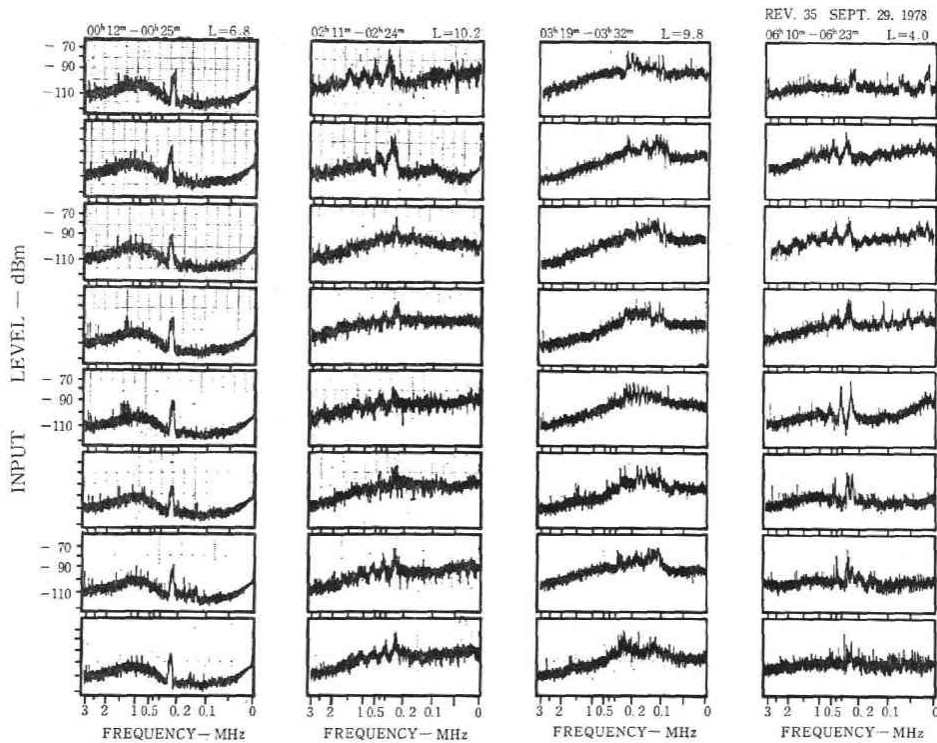 REV. 35 SEPT. 29. 1978
00h12m－00h25m L=6.8
02h11m－02h24m L=10.2
03h19m－03h32m L=9.8
06h10m－06h23m L=4.0
－ 70
－ 90
－110
－ 70
－ 90
－110
－ 70
－ 90
－110
－ 70
－ 90
－110
INPUT LEVEL — dBm
3 2 1 0.5 0.2 0.1 0
3 2 1 0.5 0.2 0.1 0
3 2 1 0.5 0.2 0.1 0
3 2 1 0.5 0.2 0.1 0
FREQUENCY－MHz
FREQUENCY－MHz
FREQUENCY－MHz
FREQUENCY－MHz